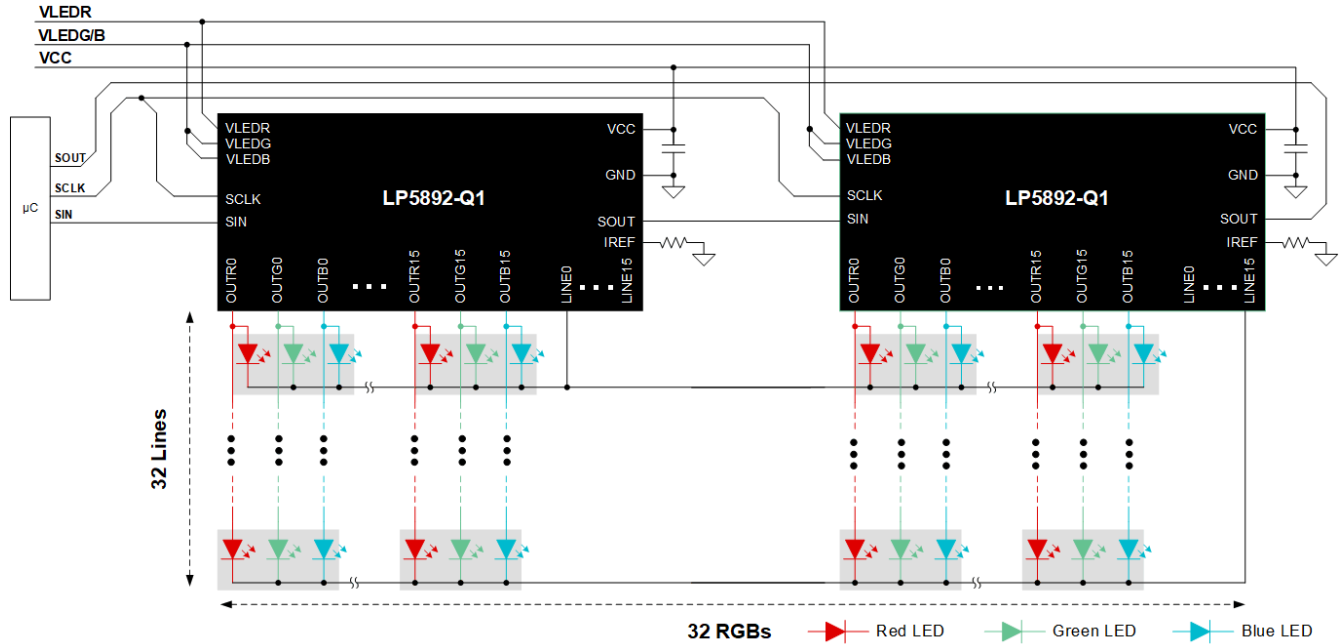 VLEDR
VLEDG/B
VCC
µC
SOUT
SCLK
SIN
VLEDR
VLEDG
VLEDB
SCLK
SIN
LP5892-Q1
VCC
GND
SOUT
IREF
OUTR0
OUTG0
OUTB0
OUTR15
OUTG15
OUTB15
LINE0
LINE15
VLEDR
VLEDG
VLEDB
SCLK
SIN
LP5892-Q1
VCC
GND
SOUT
IREF
OUTR0
OUTG0
OUTB0
OUTR15
OUTG15
OUTB15
LINE0
LINE15
32 Lines
32 RGBs
Red LED
Green LED
Blue LED